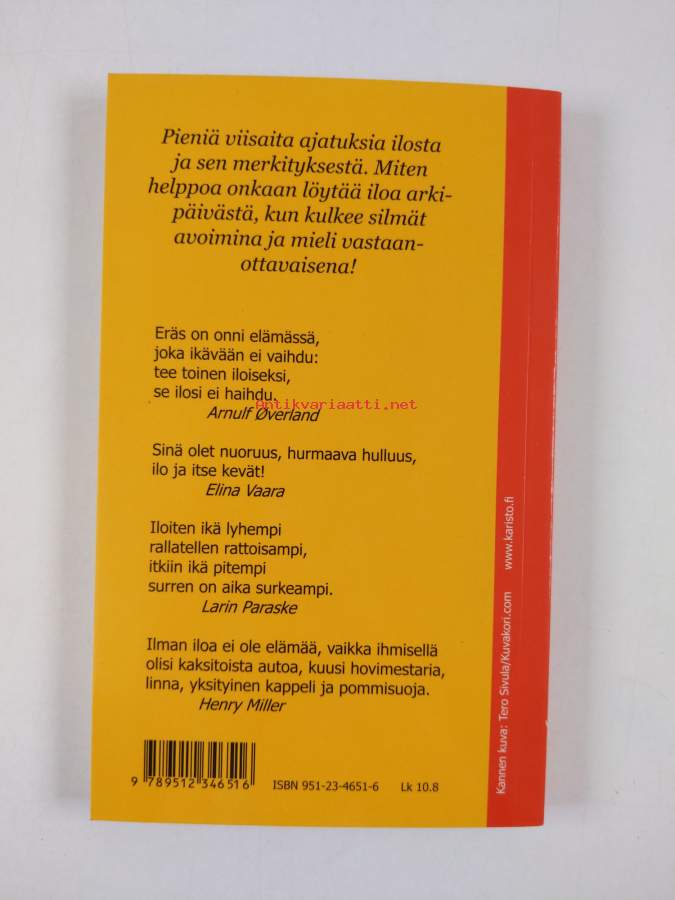 Pieniä viisaita ajatuksia ilosta
ja sen merkityksestä. Miten
helppoa onkaan löytää iloa arki-
päivästä, kun kulkee silmät
avoimina ja mieli vastaan-
ottavaisena!
Eräs on onni elämässä,
joka ikävään ei vaihdu:
tee toinen iloiseksi,
se ilosi ei haihdu.
Antikvariaatti.net
Arnulf Øverland
Sinä olet nuoruus, hurmaava hulluus,
ilo ja itse kevät!
Elina Vaara
Iloiten ikä lyhempi
rallatellen rattoisampi,
itkiin ikä pitempi
surren on aika surkeampi.
Larin Paraske
Ilman iloa ei ole elämää, vaikka ihmisellä
olisi kaksitoista autoa, kuusi hovimestaria,
linna, yksityinen kappeli ja pommisuoja.
Henry Miller
9 789512 346516
ISBN 951-23-4651-6 Lk 10.8
Kannen kuva: Tero Sivula/Kuvakori.com www.karisto.fi